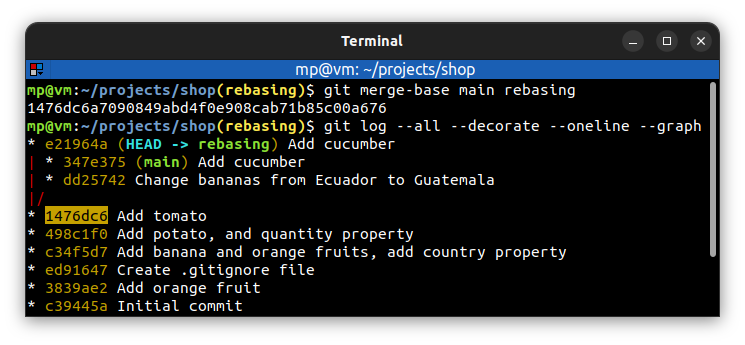 Terminal
mp@vm: ~/projects/shop
mp@vm:~/projects/shop(rebasing)$ git merge-base main rebasing
1476dc6a7090849abd4f0e908cab71b85c00a676
mp@vm:~/projects/shop(rebasing)$ git log --all --decorate --oneline --graph
* e21964a (HEAD -> rebasing) Add cucumber
| * 347e375 (main) Add cucumber
| * dd25742 Change bananas from Ecuador to Guatemala
|/
* 1476dc6 Add tomato
* 498c1f0 Add potato, and quantity property
* c34f5d7 Add banana and orange fruits, add country property
* ed91647 Create .gitignore file
* 3839ae2 Add orange fruit
* c39445a Initial commit